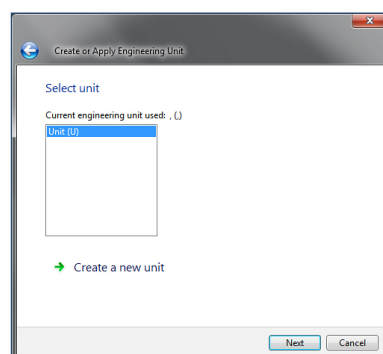 Create or Apply Engineering Unit
Select unit
Current engineering unit used: , (,)
Unit (U)
Create a new unit
Next Cancel